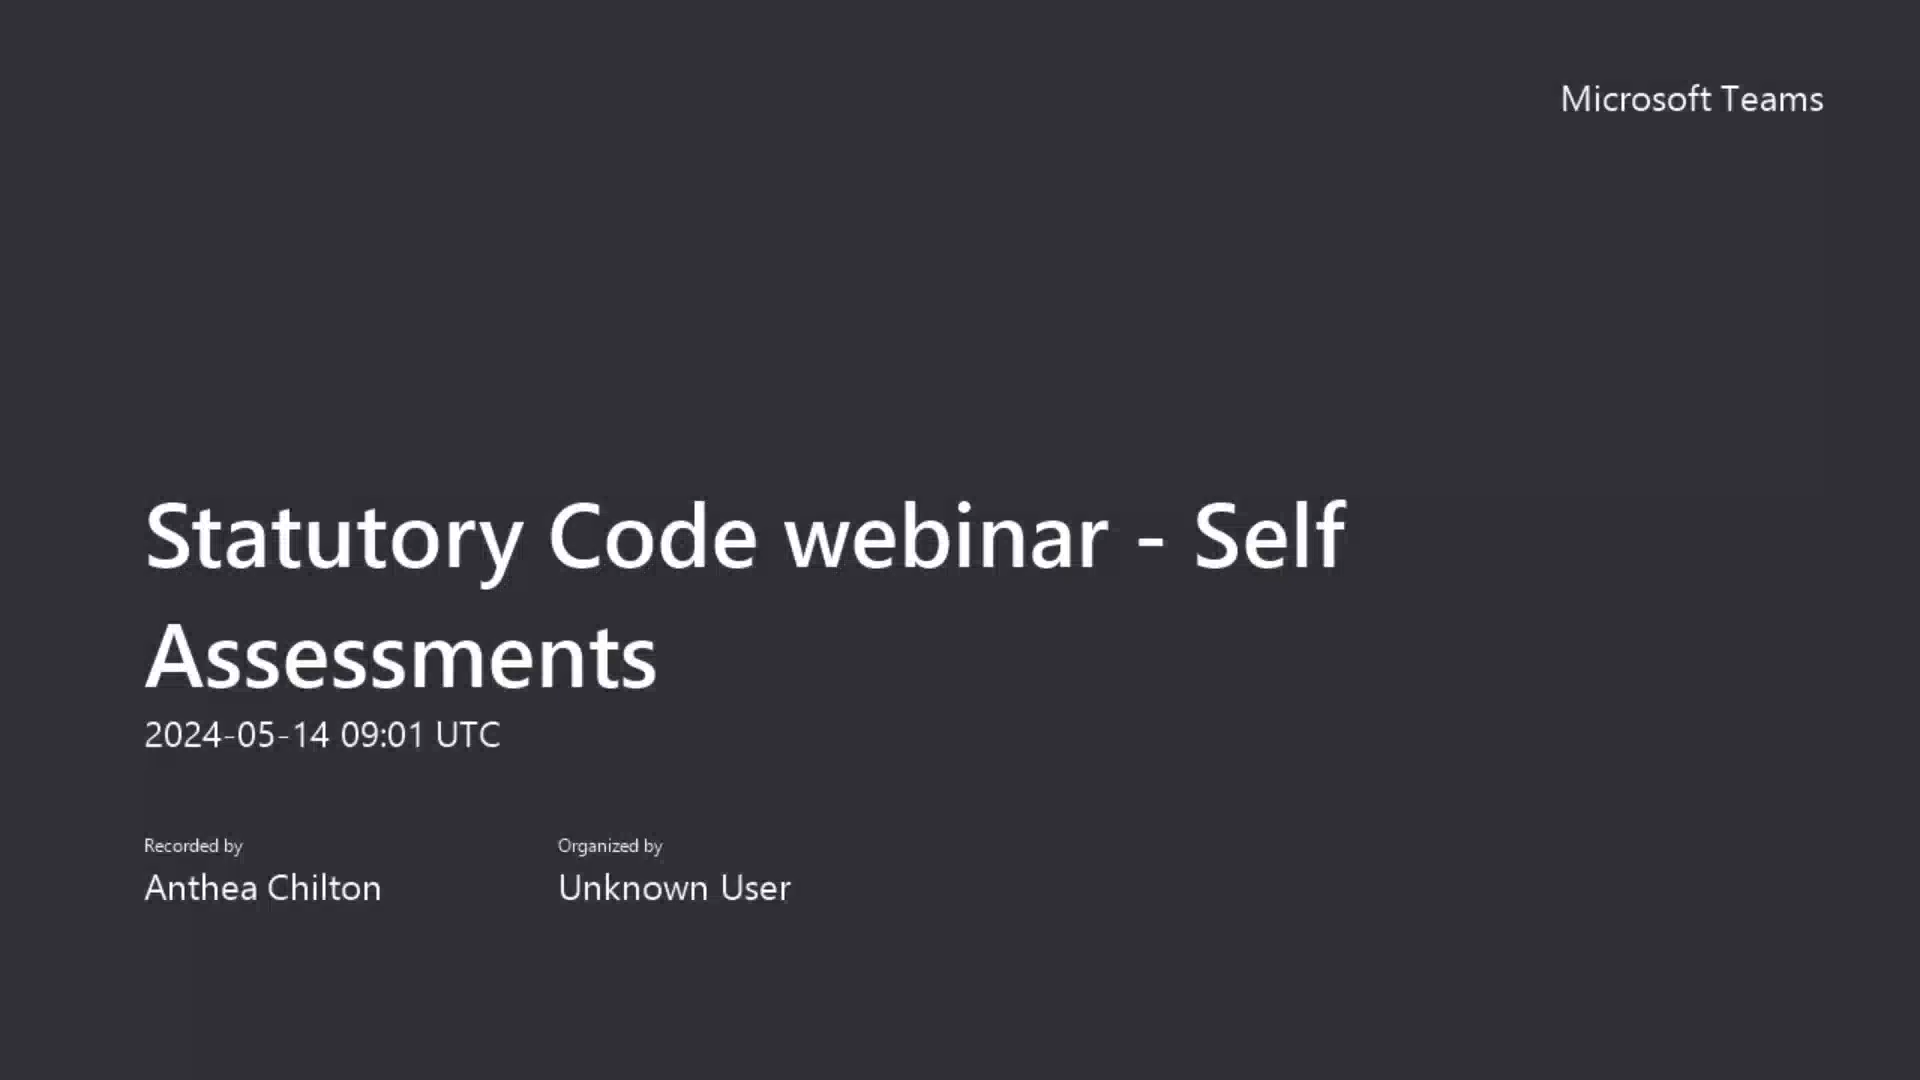 Microsoft Teams
Statutory Code webinar - Self
Assessments
2024-05-14 09:01 UTC
Recorded by
Anthea Chilton
Organized by
Unknown User